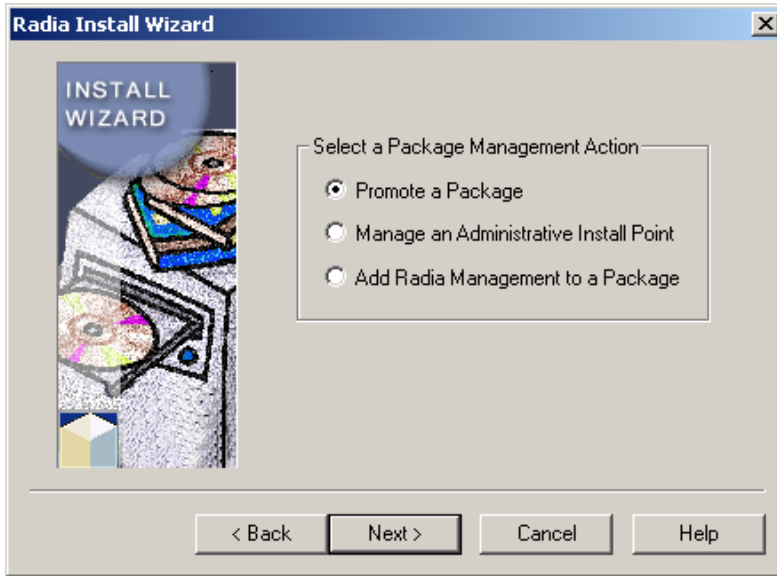 Radia Install Wizard
INSTALL
WIZARD
Select a Package Management Action
Promote a Package
Manage an Administrative Install Point
Add Radia Management to a Package
< Back
Next >
Cancel
Help